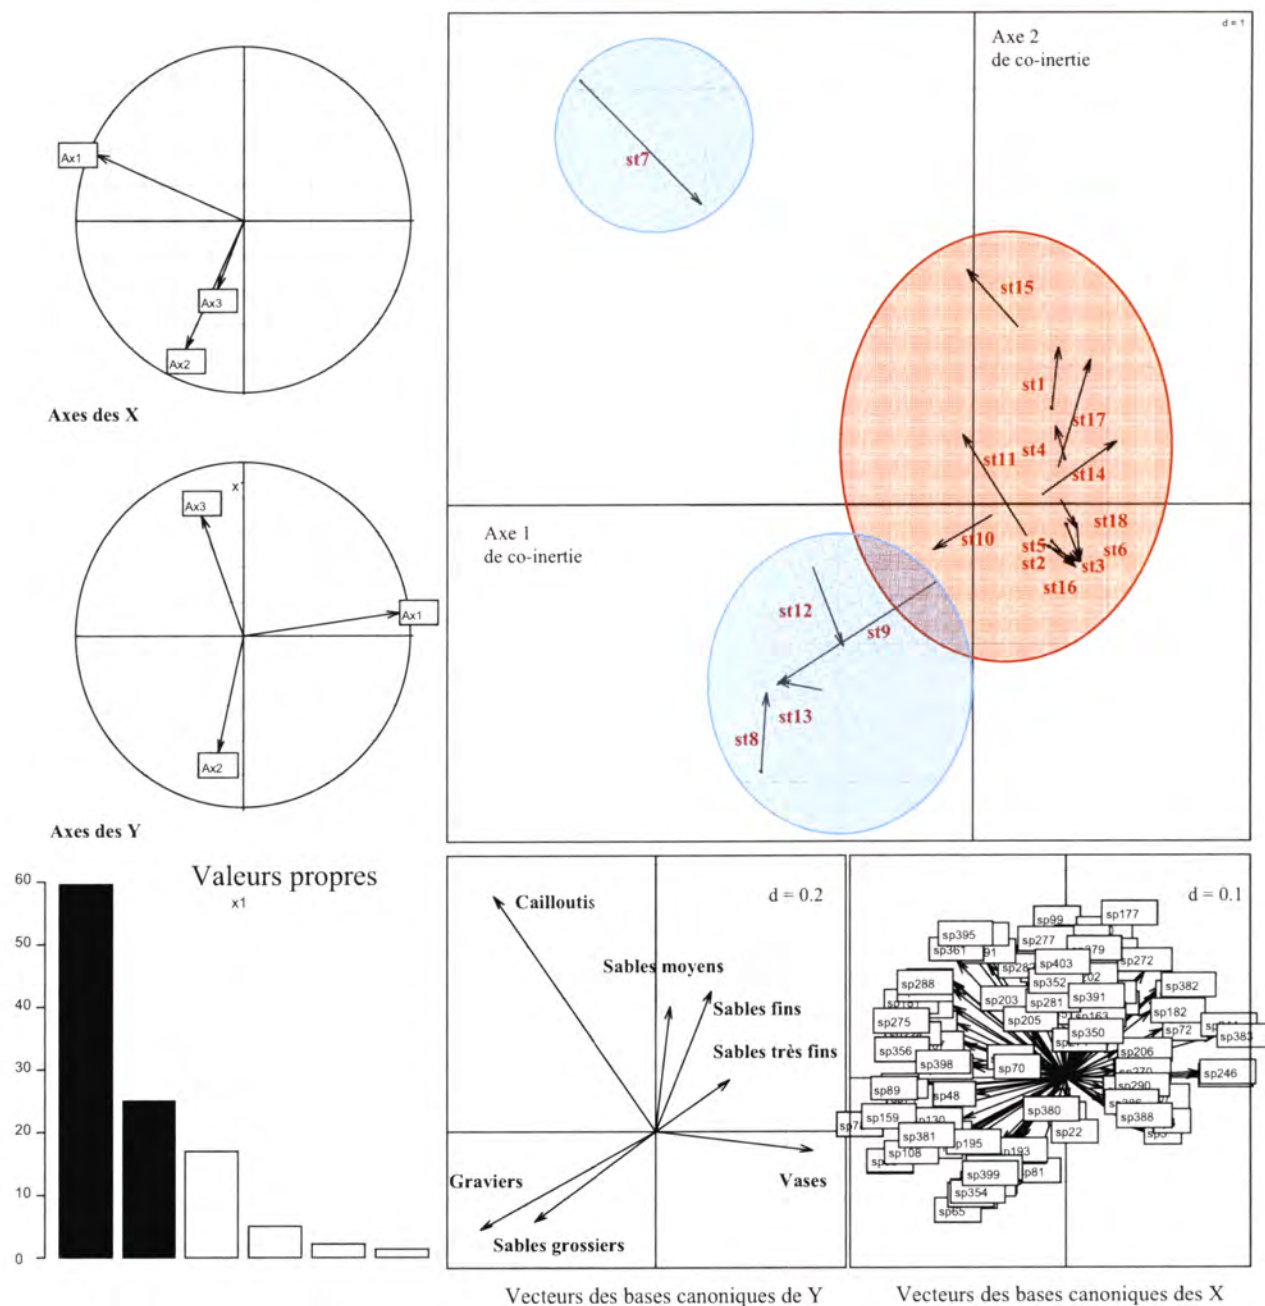 Ax1
Ax3
Ax2
Axes des X
x
Ax3
Ax1
Ax2
Axes des Y
d = 1
Axe 2
de co-inertie
st7
st15
st1
st17
st4
st11
st14
st10
st18
st5
st6
st2
st3
st16
Axe 1
de co-inertie
st12
st9
st13
st8
Valeurs propres
x1
60
50
40
30
20
10
0
d = 0.2
Cailloutis
Sables moyens
Sables fins
Sables très fins
Graviers
Vases
Sables grossiers
Vecteurs des bases canoniques de Y
d = 0.1
sp99
sp177
sp395
sp277
sp361
sp403
sp272
sp288
sp352
sp382
sp203
sp281
sp391
sp275
sp205
sp350
sp182
sp72
sp383
sp356
sp398
sp70
sp206
sp246
sp89
sp48
sp290
sp159
sp380
sp388
sp381
sp195
sp22
sp108
sp193
sp399
sp81
sp354
sp65
Vecteurs des bases canoniques des X